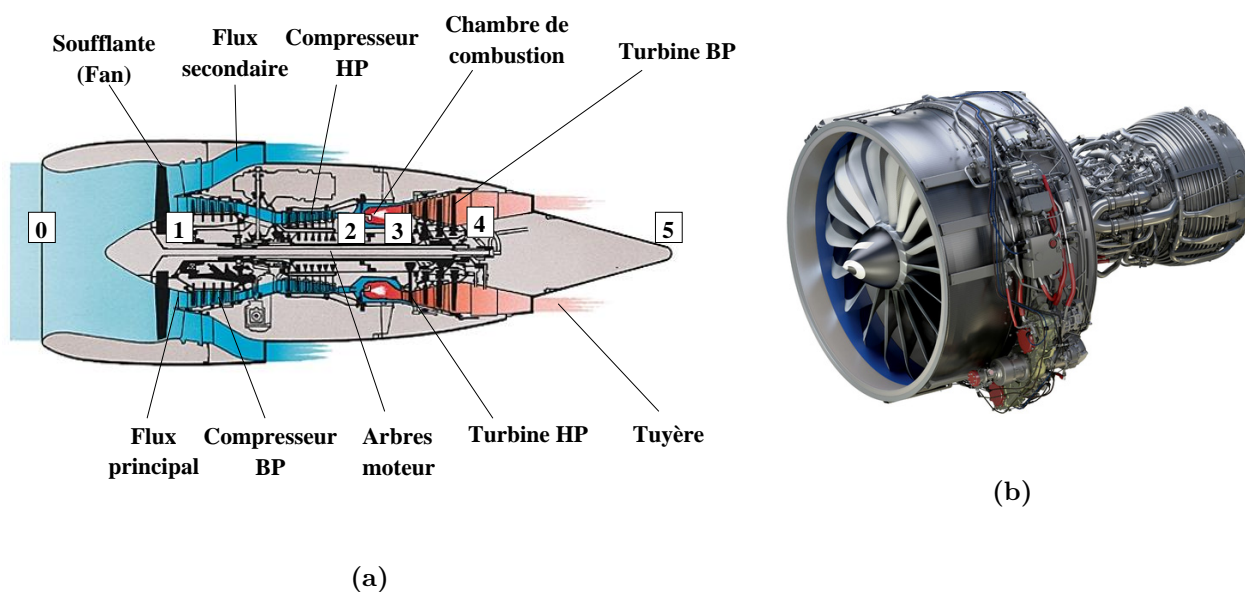 Soufflante
(Fan)
Flux
secondaire
Compresseur
HP
Chambre de
combustion
Turbine BP
0
1
2
3
4
5
Flux
principal
Compresseur
BP
Arbres
moteur
Turbine HP
Tuyère
(a)
(b)